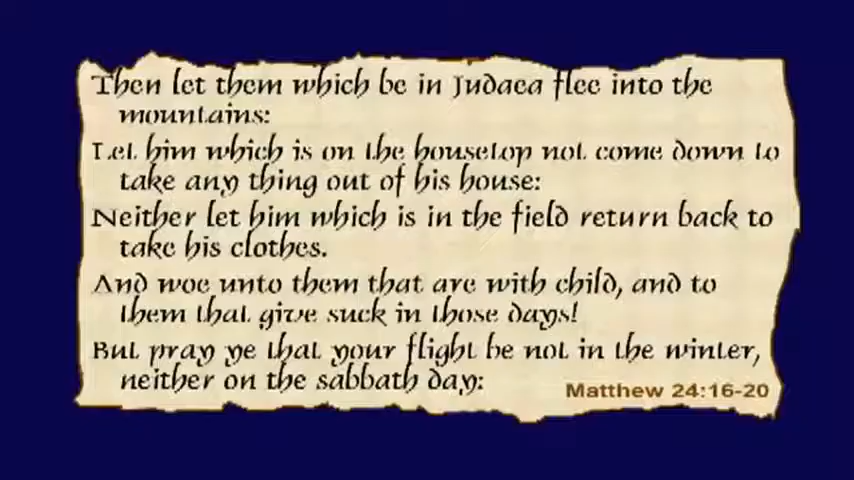 Then let them which be in Judaea flee into the
mountains:
Let him which is on the housetop not come down to
take any thing out of his house:
Neither let him which is in the field return back to
take his clothes.
And woe unto them that are with child, and to
them that give suck in those days!
But pray ye that your flight be not in the winter,
neither on the sabbath day:
Matthew 24:16-20